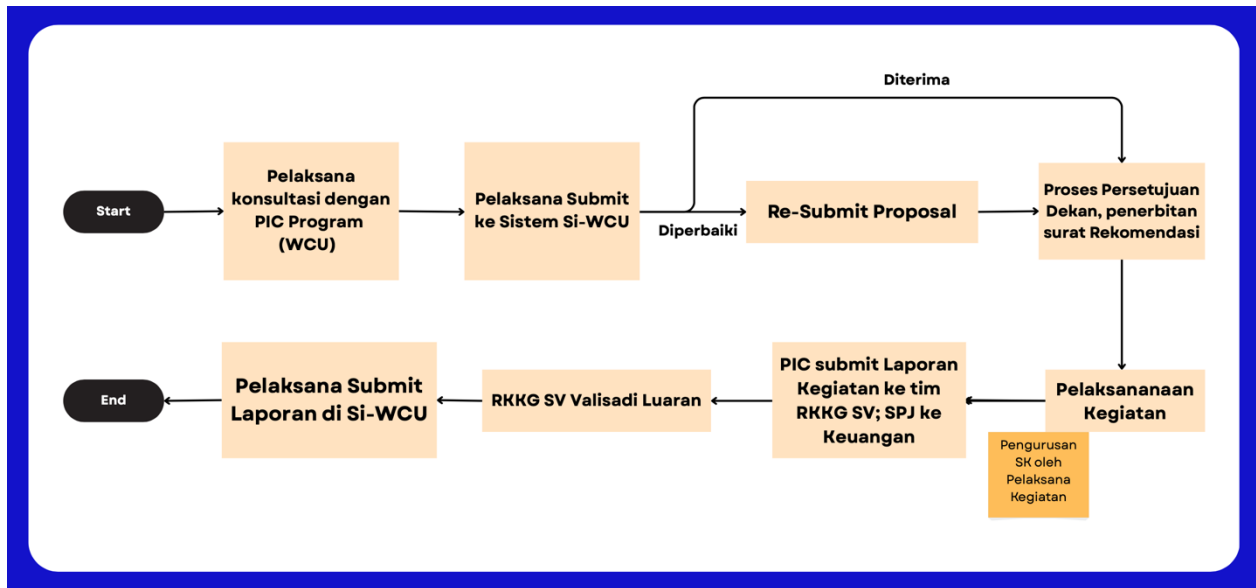 Diterima
Start
Pelaksana
konsultasi dengan
PIC Program
(WCU)
Pelaksana Submit
ke Sistem Si-WCU
Diperbaiki
Re-Submit Proposal
Proses Persetujuan
Dekan, penerbitan
surat Rekomendasi
Pelaksananaan
Kegiatan
Pengurusan
SK oleh
Pelaksana
Kegiatan
PIC submit Laporan
Kegiatan ke tim
RKKG SV; SPJ ke
Keuangan
RKKG SV Valisadi Luaran
Pelaksana Submit
Laporan di Si-WCU
End